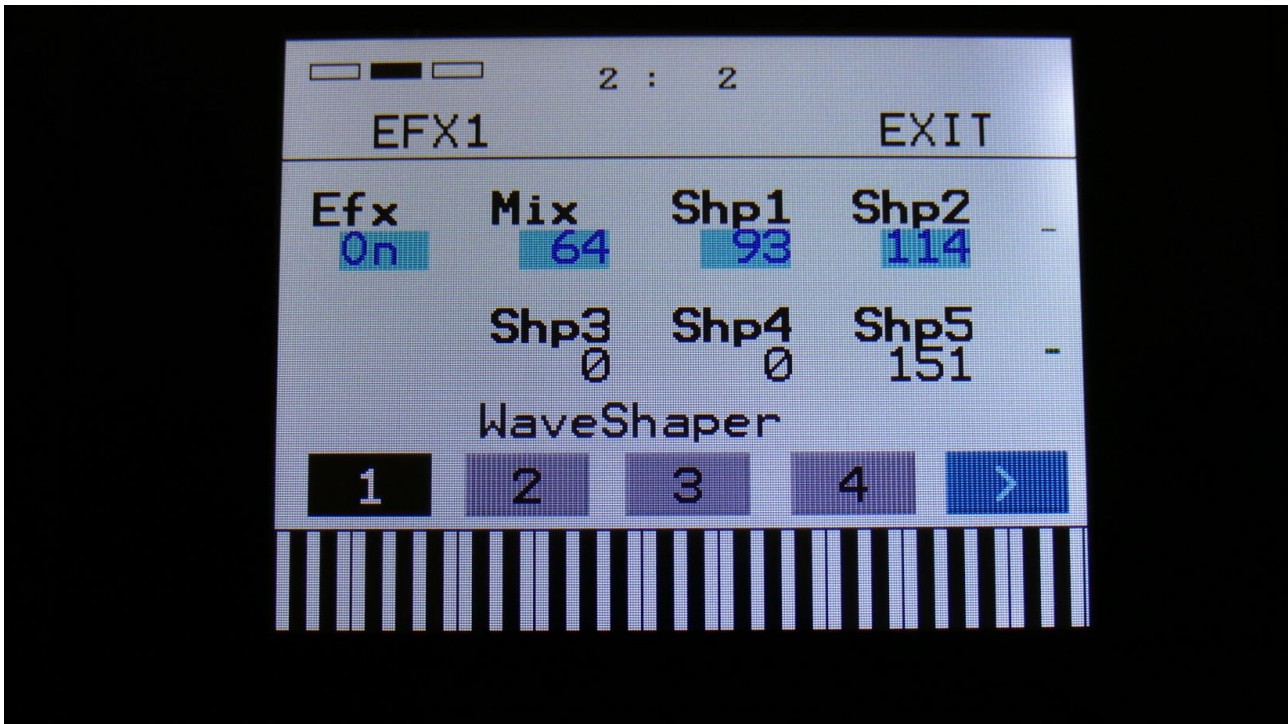 2 : 2
EFX1 EXIT
Efx Mix Shp1 Shp2
On 64 93 114
Shp3 Shp4 Shp5
0 0 151
WaveShaper
1 2 3 4 >